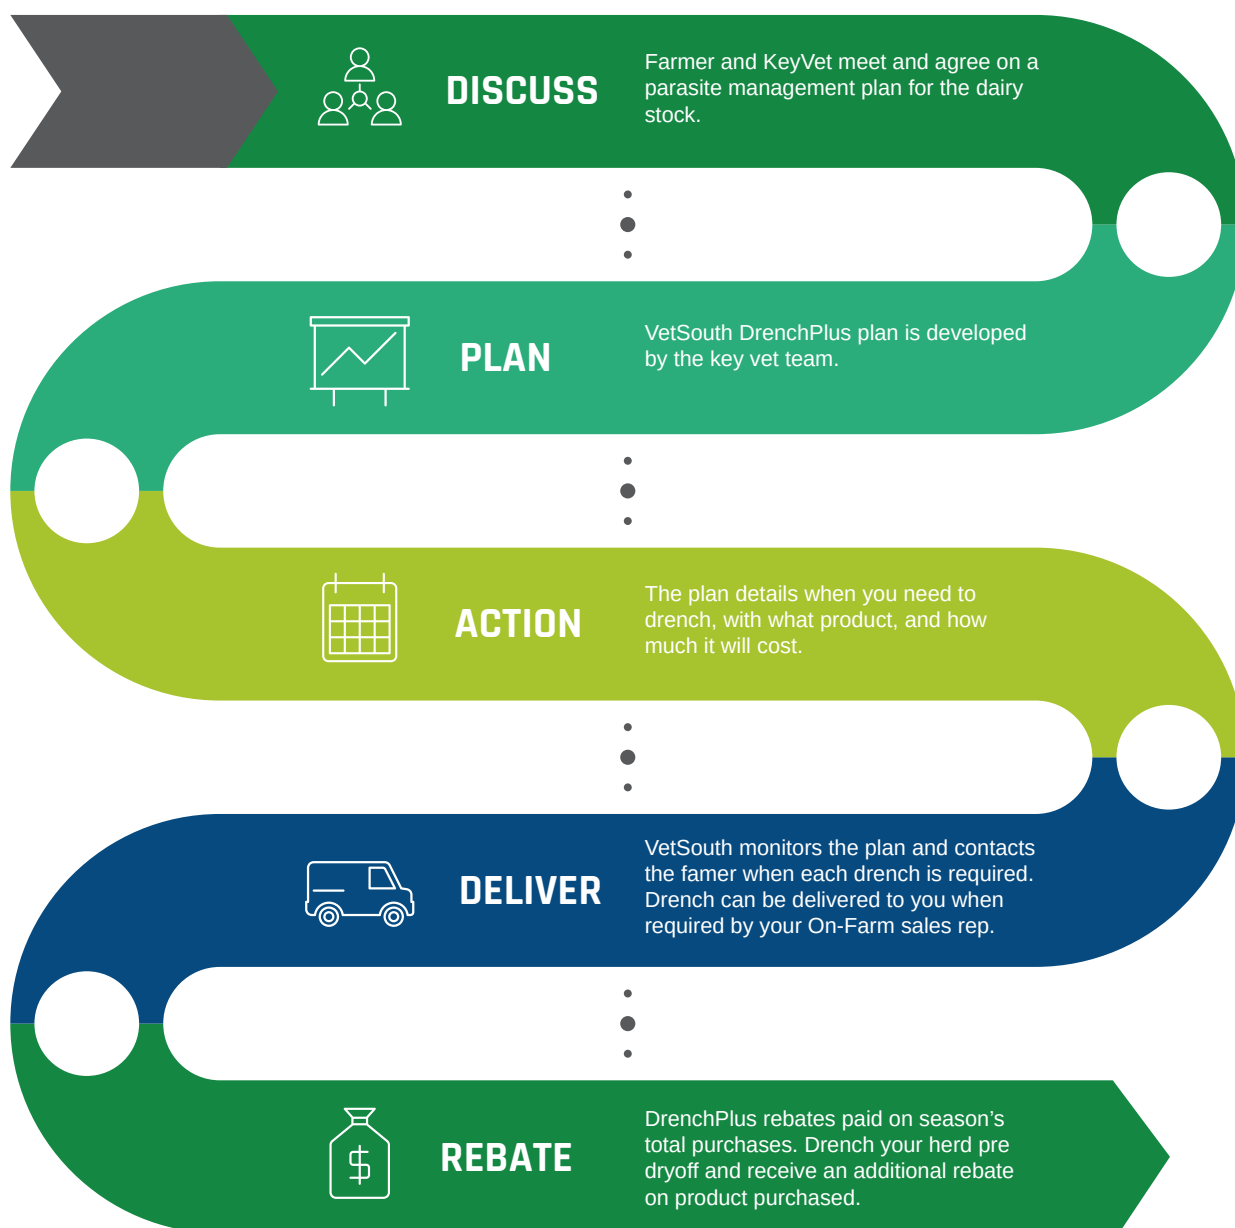 DISCUSS
Farmer and KeyVet meet and agree on a
parasite management plan for the dairy
stock.
PLAN
VetSouth DrenchPlus plan is developed
by the key vet team.
ACTION
The plan details when you need to
drench, with what product, and how
much it will cost.
DELIVER
VetSouth monitors the plan and contacts
the famer when each drench is required.
Drench can be delivered to you when
required by your On-Farm sales rep.
REBATE
DrenchPlus rebates paid on season’s
total purchases. Drench your herd pre
dryoff and receive an additional rebate
on product purchased.
$